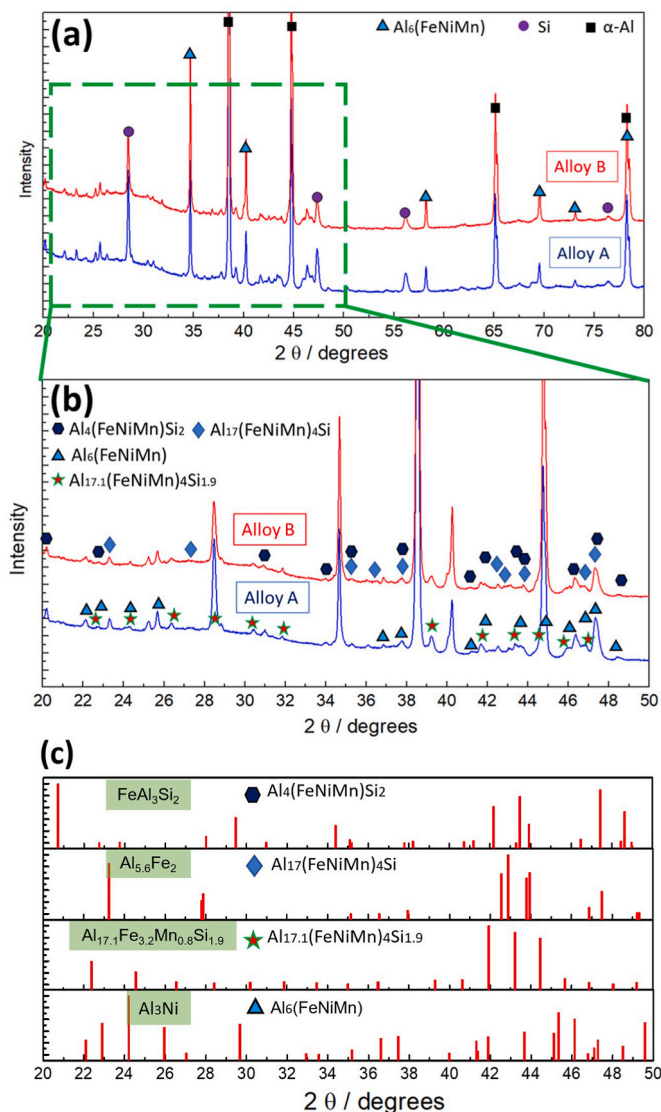 (a)
Al₆(FeNiMn) Si α-Al
Intensity
Alloy B
Alloy A
20 25 30 35 40 45 50 55 60 65 70 75 80
2 θ / degrees
(b)
Al₄(FeNiMn)Si₂ Al₁₇(FeNiMn)₄Si
Al₆(FeNiMn)
Al₁₇.₁(FeNiMn)₄Si₁.₉
Intensity
Alloy B
Alloy A
20 22 24 26 28 30 32 34 36 38 40 42 44 46 48 50
2 θ / degrees
(c)
FeAl₃Si₂ Al₄(FeNiMn)Si₂
Al₅.₆Fe₂ Al₁₇(FeNiMn)₄Si
Al₁₇.₁Fe₃.₂Mn₀.₈Si₁.₉ Al₁₇.₁(FeNiMn)₄Si₁.₉
Al₃Ni Al₆(FeNiMn)
20 22 24 26 28 30 32 34 36 38 40 42 44 46 48 50
2 θ / degrees